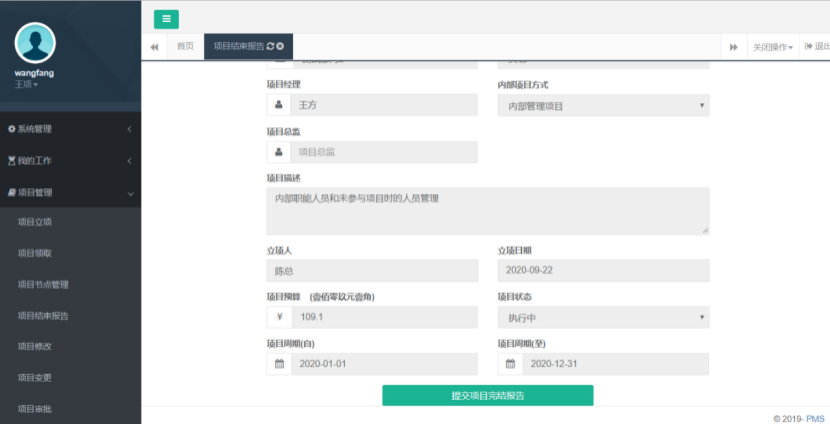 wangfang
王项
系统管理
我的工作
项目管理
项目立项
项目领取
项目节点管理
项目结束报告
项目修改
项目变更
项目审批
首页
项目结束报告
关闭操作
退出
项目经理
内部项目方式
王方
内部管理项目
项目总监
项目总监
项目描述
内部职能人员和未参与项目时的人员管理
立项人
立项日期
陈总
2020-09-22
项目预算 (壹佰零玖元壹角)
项目状态
¥ 109.1
执行中
项目周期(自)
项目周期(至)
2020-01-01
2020-12-31
提交项目完结报告
© 2019- PMS